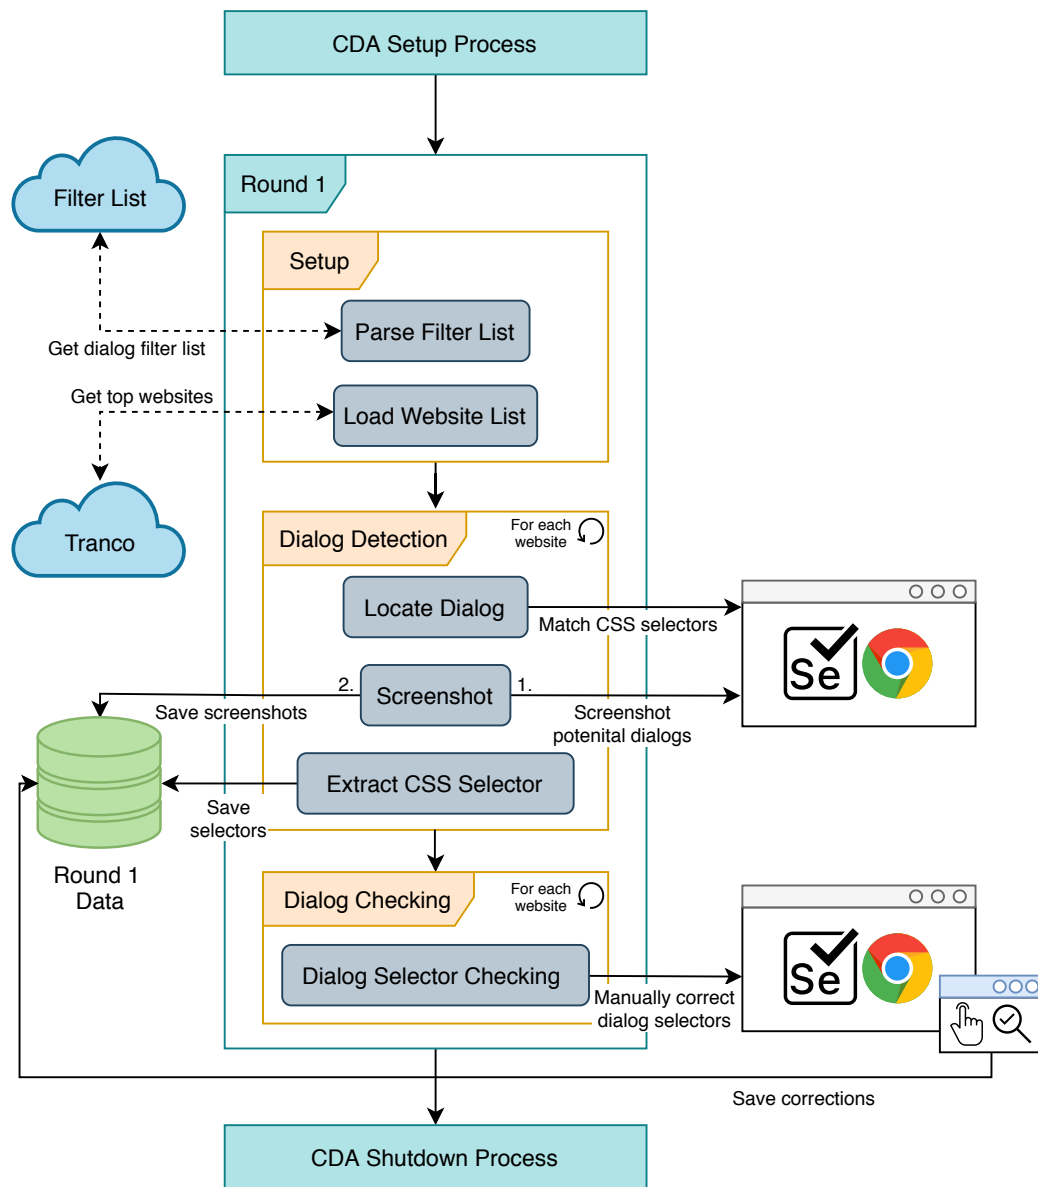 CDA Setup Process
Round 1
Filter List
Setup
Parse Filter List
Get dialog filter list
Get top websites
Load Website List
Tranco
Dialog Detection
For each
website
Locate Dialog
Match CSS selectors
Se
2.
Screenshot
1.
Save screenshots
Screenshot
potenital dialogs
Extract CSS Selector
Save
selectors
Round 1
Data
Dialog Checking
For each
website
Dialog Selector Checking
Se
Manually correct
dialog selectors
Save corrections
CDA Shutdown Process